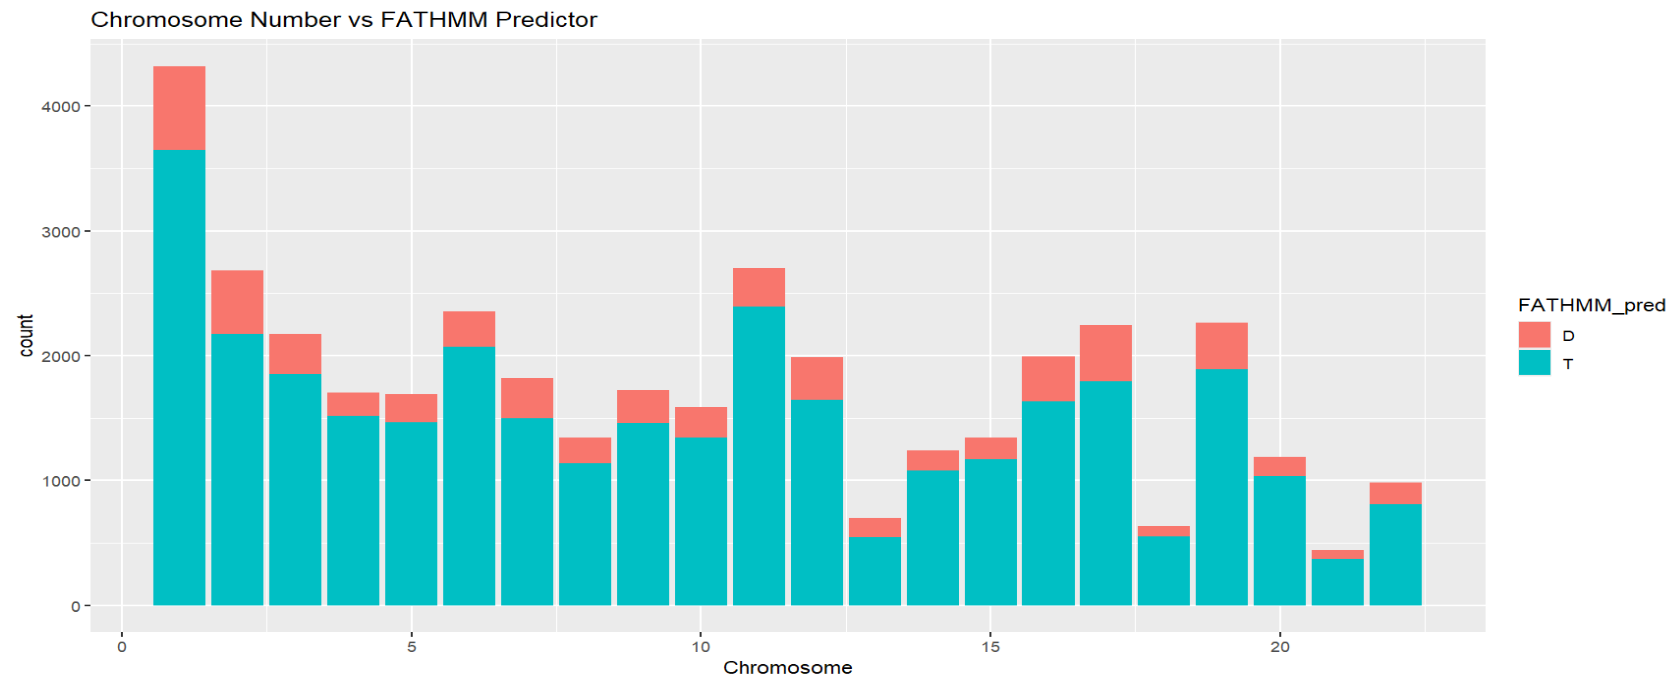 Chromosome Number vs FATHMM Predictor
4000
3000
2000
1000
0
count
0 5 10 15 20
Chromosome
FATHMM_pred
D
T